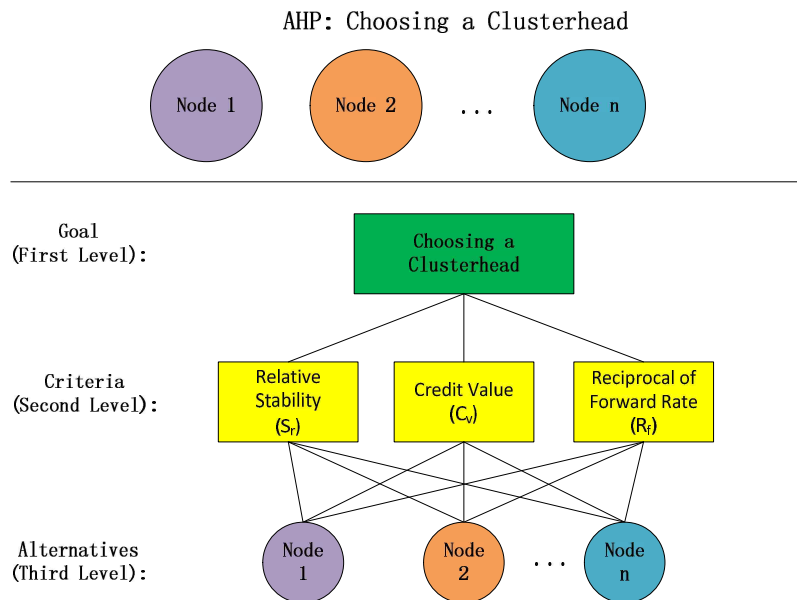 AHP: Choosing a Clusterhead
Node 1
Node 2
...
Node n
Goal
(First Level):
Choosing a
Clusterhead
Criteria
(Second Level):
Relative
Stability
(Sᵣ)
Credit Value
(Cᵥ)
Reciprocal of
Forward Rate
(R_f)
Alternatives
(Third Level):
Node
1
Node
2
...
Node
n